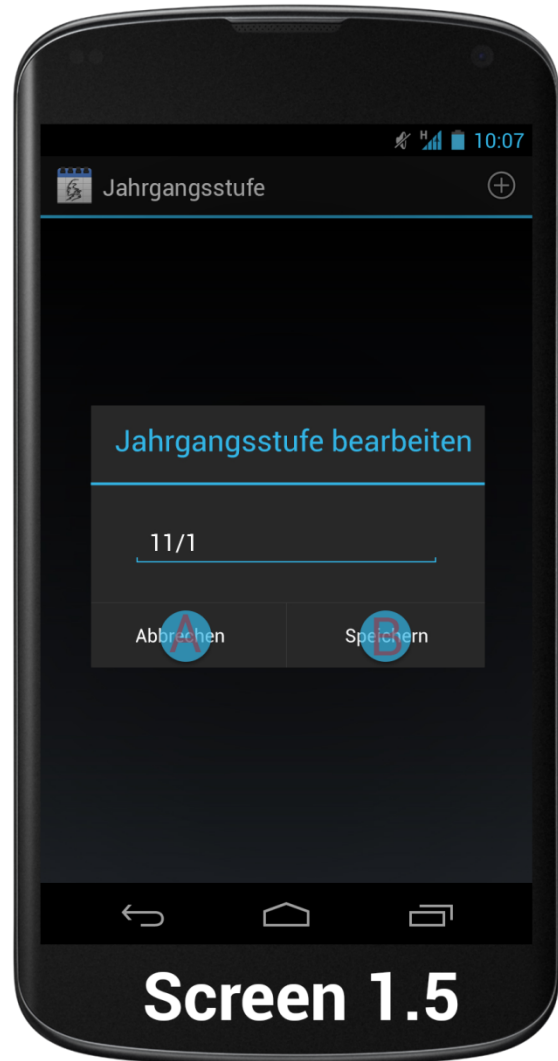 H 10:07
Jahrgangsstufe
Jahrgangsstufe bearbeiten
11/1
Abbrechen A Speichern B
Screen 1.5